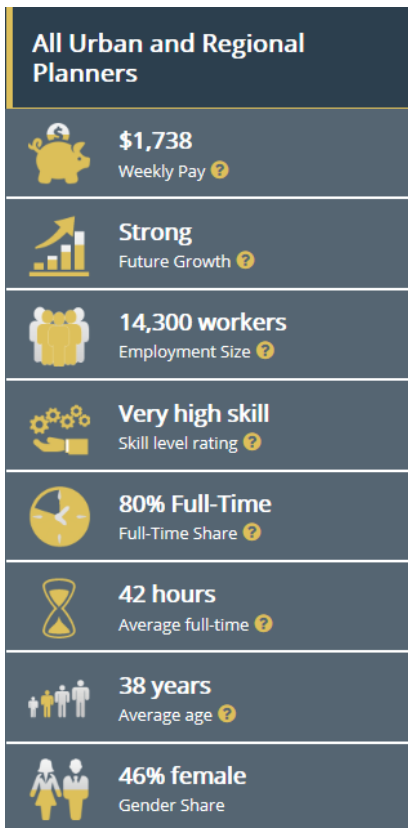 All Urban and Regional
Planners
$1,738
Weekly Pay ?
Strong
Future Growth ?
14,300 workers
Employment Size ?
Very high skill
Skill level rating ?
80% Full-Time
Full-Time Share ?
42 hours
Average full-time ?
38 years
Average age ?
46% female
Gender Share